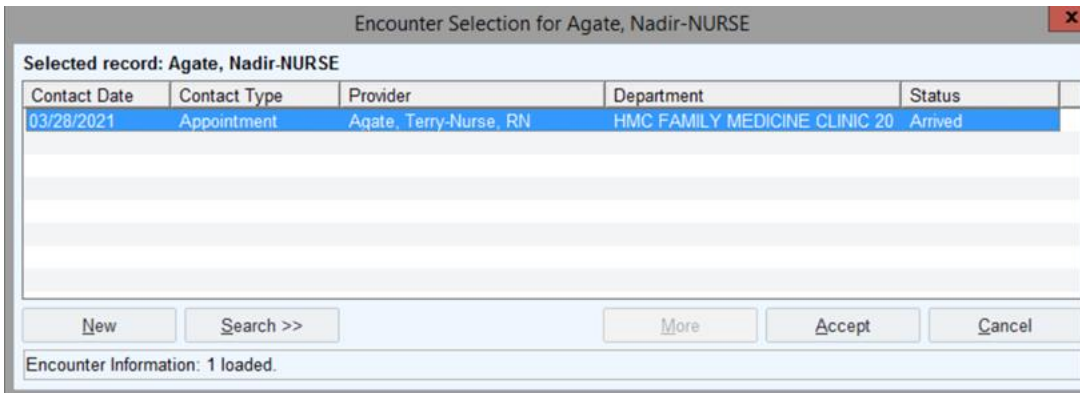 Encounter Selection for Agate, Nadir-NURSE
x
Selected record: Agate, Nadir-NURSE
Contact Date Contact Type Provider Department Status
03/28/2021 Appointment Agate, Terry-Nurse, RN HMC FAMILY MEDICINE CLINIC 20 Arrived
New Search >> More Accept Cancel
Encounter Information: 1 loaded.